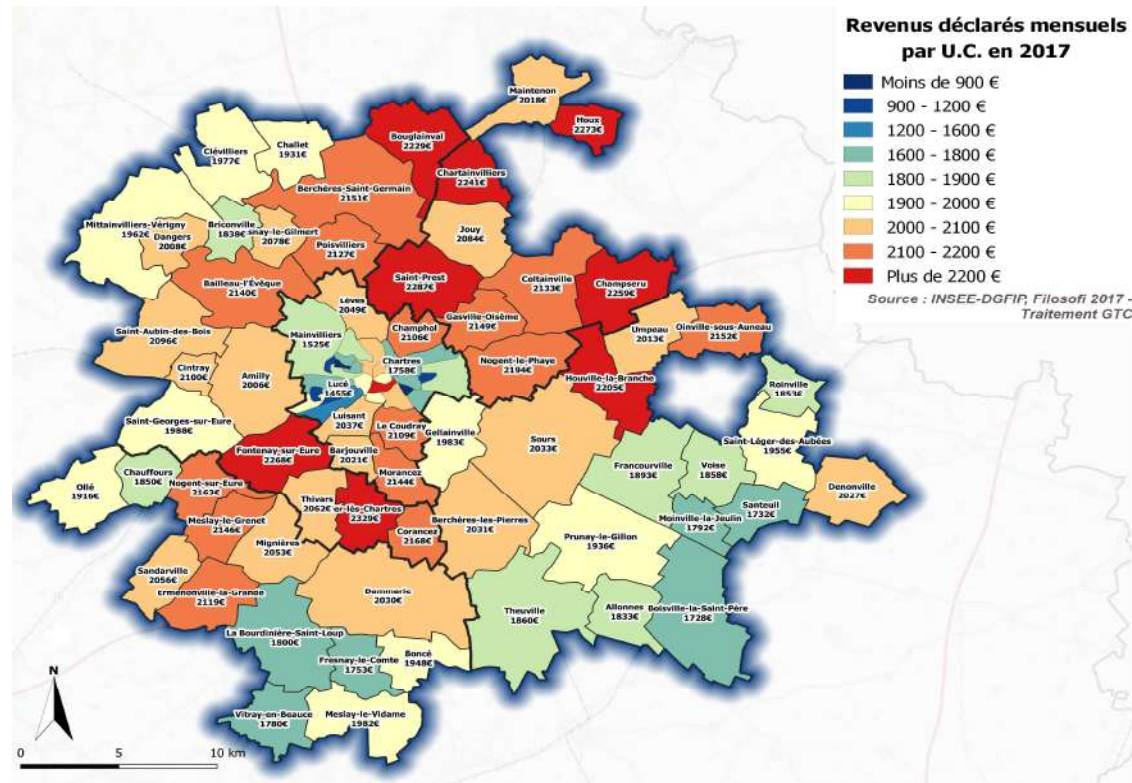 Revenus déclarés mensuels
par U.C. en 2017
Moins de 900 €
900 - 1200 €
1200 - 1600 €
1600 - 1800 €
1800 - 1900 €
1900 - 2000 €
2000 - 2100 €
2100 - 2200 €
Plus de 2200 €
Source : INSEE-DGFIP, Filosofi 2017 -
Traitement GTC
Maintenon
2018€
Houx
2273€
Bouglainval
2229€
Clévilliers
1977€
Challet
1931€
Chartainvilliers
2241€
Berchères-Saint-Germain
2151€
Mittainvilliers-Vérigny
1962€
Dangers
2008€
Briconville
1838€
snay-le-Gilmert
2078€
Poisvilliers
2127€
Jouy
2084€
Bailleau-l'Évêque
2140€
Saint-Prest
2287€
Coltainville
2133€
Champseru
2259€
Lèves
2049€
Gasville-Oisème
2149€
Saint-Aubin-des-Bois
2096€
Mainvilliers
1525€
Champhol
2106€
Umpeau
2013€
Oinville-sous-Auneau
2152€
Cintray
2100€
Amilly
2006€
Chartres
1758€
Nogent-le-Phaye
2194€
Houville-la-Branche
2205€
Lucé
1455€
Roinville
1853€
Saint-Georges-sur-Eure
1988€
Luisant
2037€
Le Coudray
2109€
Gellainville
1983€
Sours
2033€
Saint-Léger-des-Aubées
1955€
Fontenay-sur-Eure
2268€
Barjouville
2021€
Morancez
2144€
Francourville
1893€
Voise
1858€
Chauffours
1850€
Nogent-sur-Eure
2163€
Ollé
1916€
Denonville
2027€
Thivars
2062€
er-lès-Chartres
2329€
Santeuil
1732€
Meslay-le-Grenet
2146€
Corancez
2168€
Berchères-les-Pierres
2031€
Moinville-la-Jeulin
1792€
Mignières
2053€
Prunay-le-Gillon
1936€
Sandarville
2056€
Ermenonville-la-Grande
2119€
Dammarie
2030€
Theuville
1860€
Allonnes
1833€
Boisville-la-Saint-Père
1728€
La Bourdinière-Saint-Loup
1800€
Fresnay-le-Comte
1753€
Boncé
1948€
Vitray-en-Beauce
1780€
Meslay-le-Vidame
1982€
N
0 5 10 km